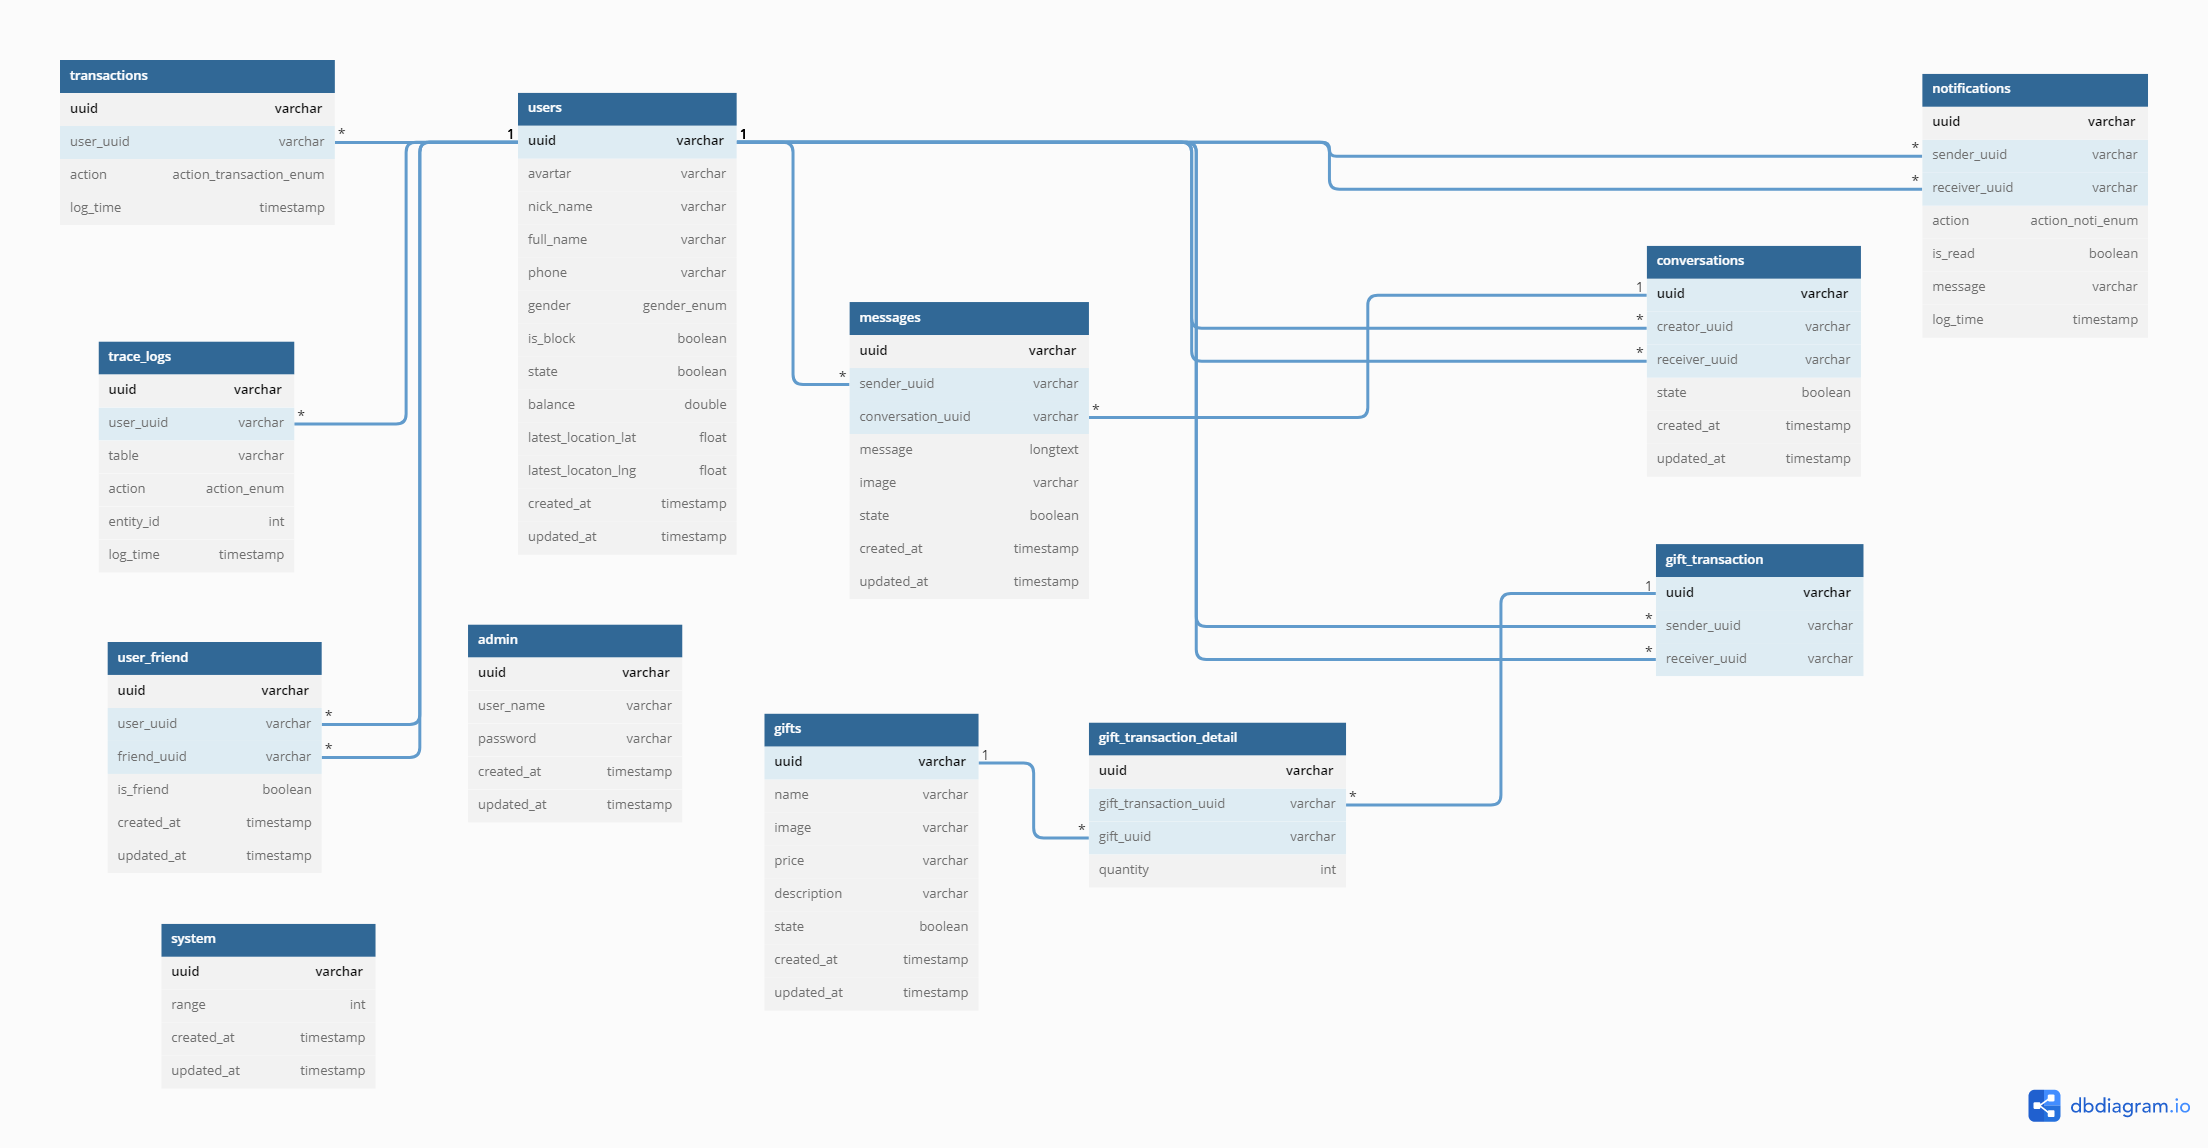 transactions
uuid varchar
user_uuid varchar *
action action_transaction_enum
log_time timestamp
users
1 uuid varchar 1
avartar varchar
nick_name varchar
full_name varchar
phone varchar
gender gender_enum
is_block boolean
state boolean
balance double
latest_location_lat float
latest_locaton_lng float
created_at timestamp
updated_at timestamp
notifications
uuid varchar
* sender_uuid varchar
* receiver_uuid varchar
action action_noti_enum
is_read boolean
message varchar
log_time timestamp
conversations
1 uuid varchar
* creator_uuid varchar
* receiver_uuid varchar
state boolean
created_at timestamp
updated_at timestamp
messages
uuid varchar
* sender_uuid varchar
conversation_uuid varchar *
message longtext
image varchar
state boolean
created_at timestamp
updated_at timestamp
trace_logs
uuid varchar
user_uuid varchar *
table varchar
action action_enum
entity_id int
log_time timestamp
gift_transaction
1 uuid varchar
* sender_uuid varchar
* receiver_uuid varchar
user_friend
uuid varchar
user_uuid varchar *
friend_uuid varchar *
is_friend boolean
created_at timestamp
updated_at timestamp
admin
uuid varchar
user_name varchar
password varchar
created_at timestamp
updated_at timestamp
gifts
uuid varchar 1
name varchar
image varchar
price varchar
description varchar
state boolean
created_at timestamp
updated_at timestamp
gift_transaction_detail
uuid varchar
gift_transaction_uuid varchar *
* gift_uuid varchar
quantity int
system
uuid varchar
range int
created_at timestamp
updated_at timestamp
dbdiagram.io